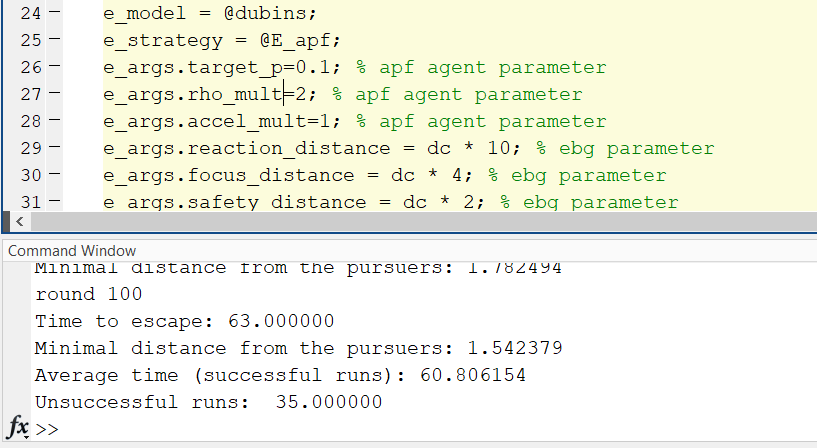 24 - e_model = @dubins;
25 - e_strategy = @E_apf;
26 - e_args.target_p=0.1; % apf agent parameter
27 - e_args.rho_mult=2; % apf agent parameter
28 - e_args.accel_mult=1; % apf agent parameter
29 - e_args.reaction_distance = dc * 10; % ebg parameter
30 - e_args.focus_distance = dc * 4; % ebg parameter
31 - e_args.safety_distance = dc * 2; % ebg parameter
Command Window
Minimal distance from the pursuers: 1.782494
round 100
Time to escape: 63.000000
Minimal distance from the pursuers: 1.542379
Average time (successful runs): 60.806154
Unsuccessful runs:  35.000000
fx >>